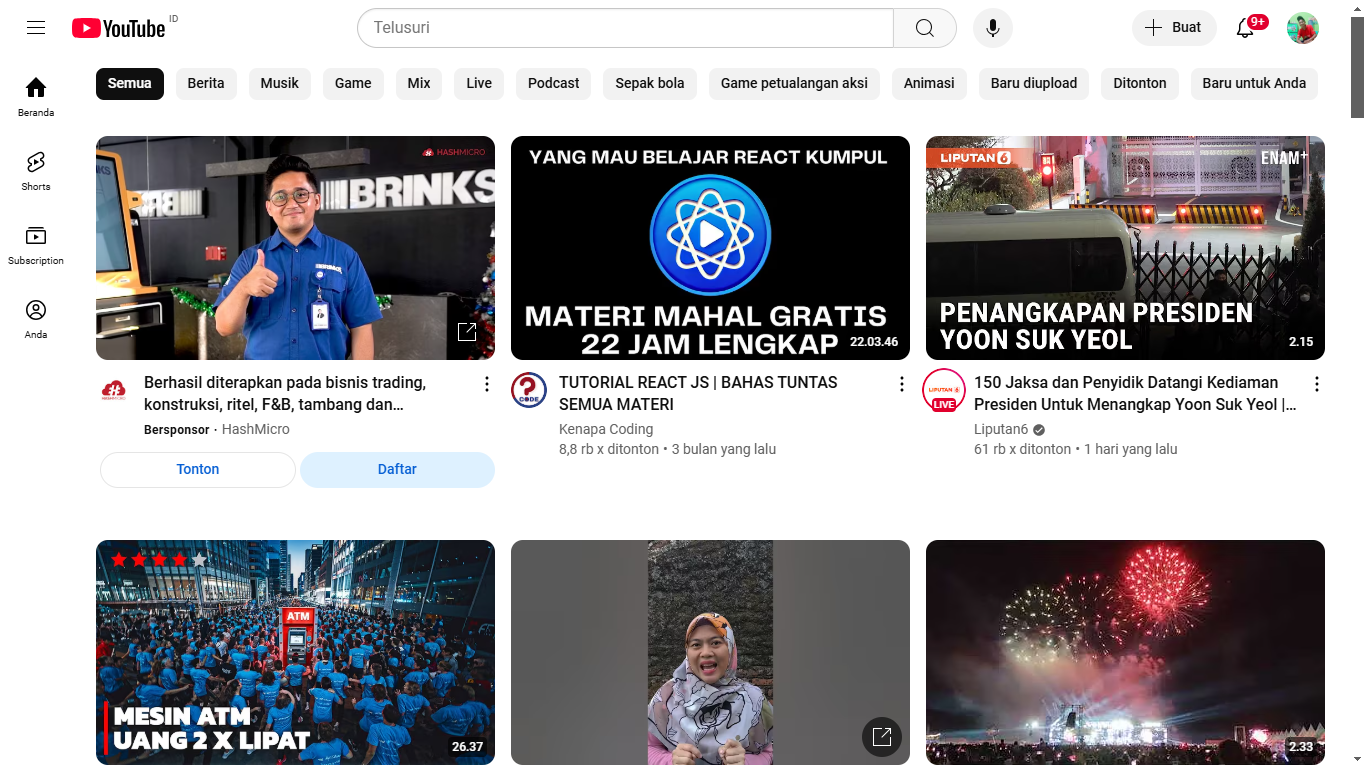 YouTube ID
Telusuri
Buat
9+
Semua
Berita
Musik
Game
Mix
Live
Podcast
Sepak bola
Game petualangan aksi
Animasi
Baru diupload
Ditonton
Baru untuk Anda
Beranda
Shorts
Subscription
Anda
HASHMICRO
BRINKS
BRINKS
YANG MAU BELAJAR REACT KUMPUL
MATERI MAHAL GRATIS
22 JAM LENGKAP
22.03.46
LIPUTAN 6
ENAM+
PENANGKAPAN PRESIDEN
YOON SUK YEOL
2.15
HASHMICRO
Berhasil diterapkan pada bisnis trading,
konstruksi, ritel, F&B, tambang dan…
Bersponsor · HashMicro
Tonton
Daftar
? CODE
TUTORIAL REACT JS | BAHAS TUNTAS
SEMUA MATERI
Kenapa Coding
8,8 rb x ditonton • 3 bulan yang lalu
LIPUTAN 6
LIVE
150 Jaksa dan Penyidik Datangi Kediaman
Presiden Untuk Menangkap Yoon Suk Yeol |…
Liputan6
61 rb x ditonton • 1 hari yang lalu
ATM
MESIN ATM
UANG 2 X LIPAT
26.37
2.33